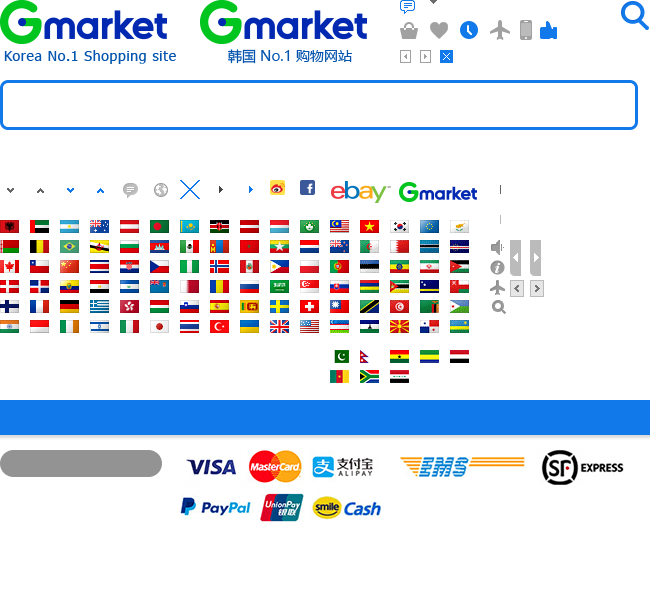 Gmarket
Korea No.1 Shopping site
Gmarket
韩国 No.1 购物网站
ebay™
Gmarket
VISA
MasterCard
支付宝
ALIPAY
EMS
SF EXPRESS
PayPal
UnionPay
银联
smile Cash